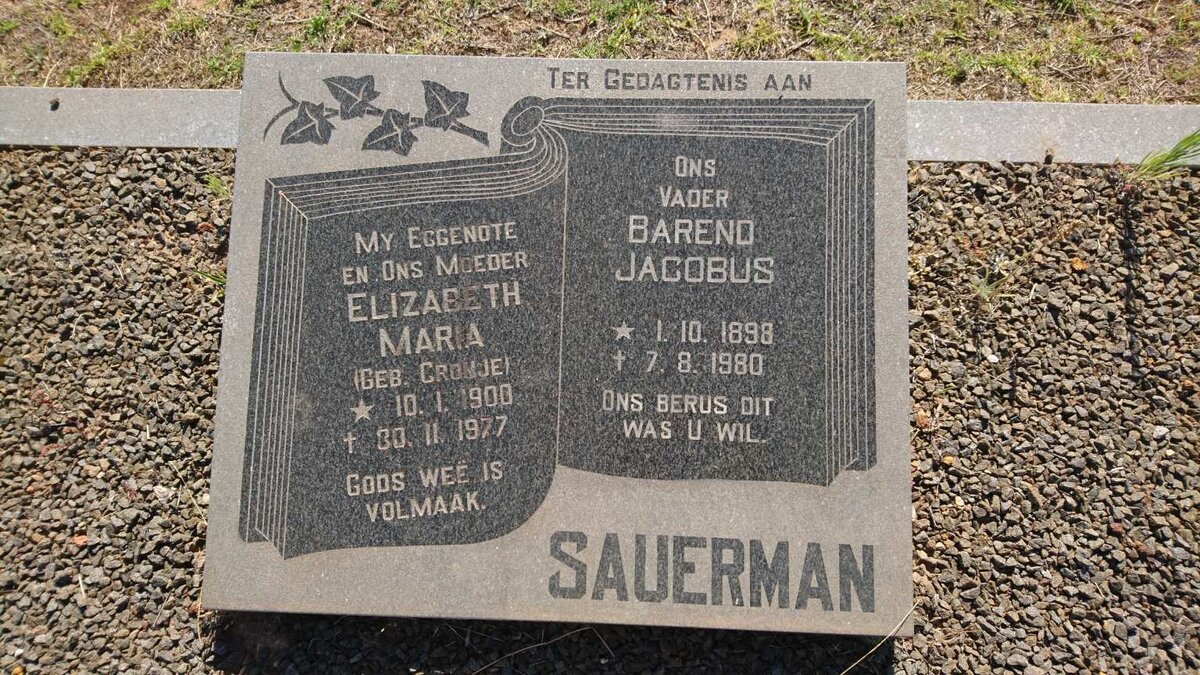 TER GEDAGTENIS AAN
MY EGGENOTE
EN ONS MOEDER
ELIZABETH
MARIA
(GEB. CRONJE)
★ 10. 1. 1900
† 30. 11. 1977
GODS WEË IS
VOLMAAK.
ONS
VADER
BAREND
JACOBUS
★ 1. 10. 1898
† 7. 8. 1980
ONS BERUS DIT
WAS U WIL.
SAUERMAN